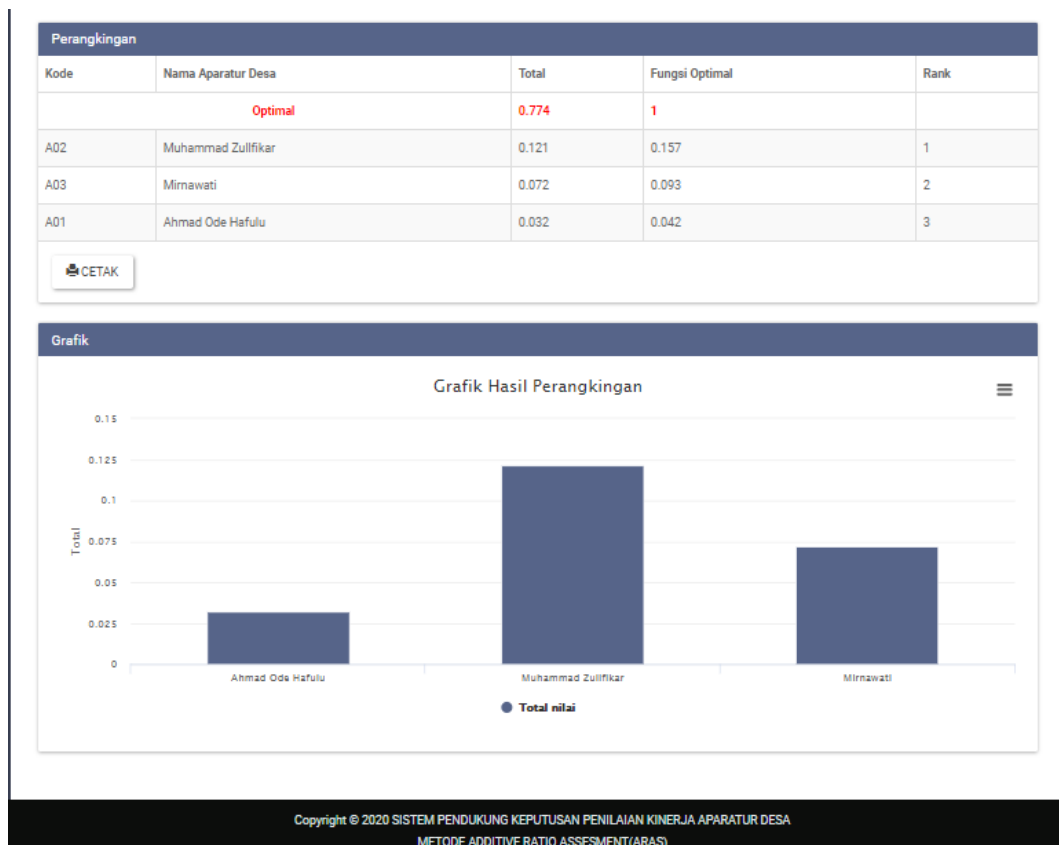 Perangkingan
Kode Nama Aparatur Desa Total Fungsi Optimal Rank
Optimal 0.774 1
A02 Muhammad Zullfikar 0.121 0.157 1
A03 Mirnawati 0.072 0.093 2
A01 Ahmad Ode Hafulu 0.032 0.042 3
CETAK
Grafik
Grafik Hasil Perangkingan
0.15
0.125
0.1
0.075
0.05
0.025
0
Total
Ahmad Ode Hafulu Muhammad Zullfikar Mirnawati
Total nilai
Copyright © 2020 SISTEM PENDUKUNG KEPUTUSAN PENILAIAN KINERJA APARATUR DESA
METODE ADDITIVE RATIO ASSESMENT(ARAS)